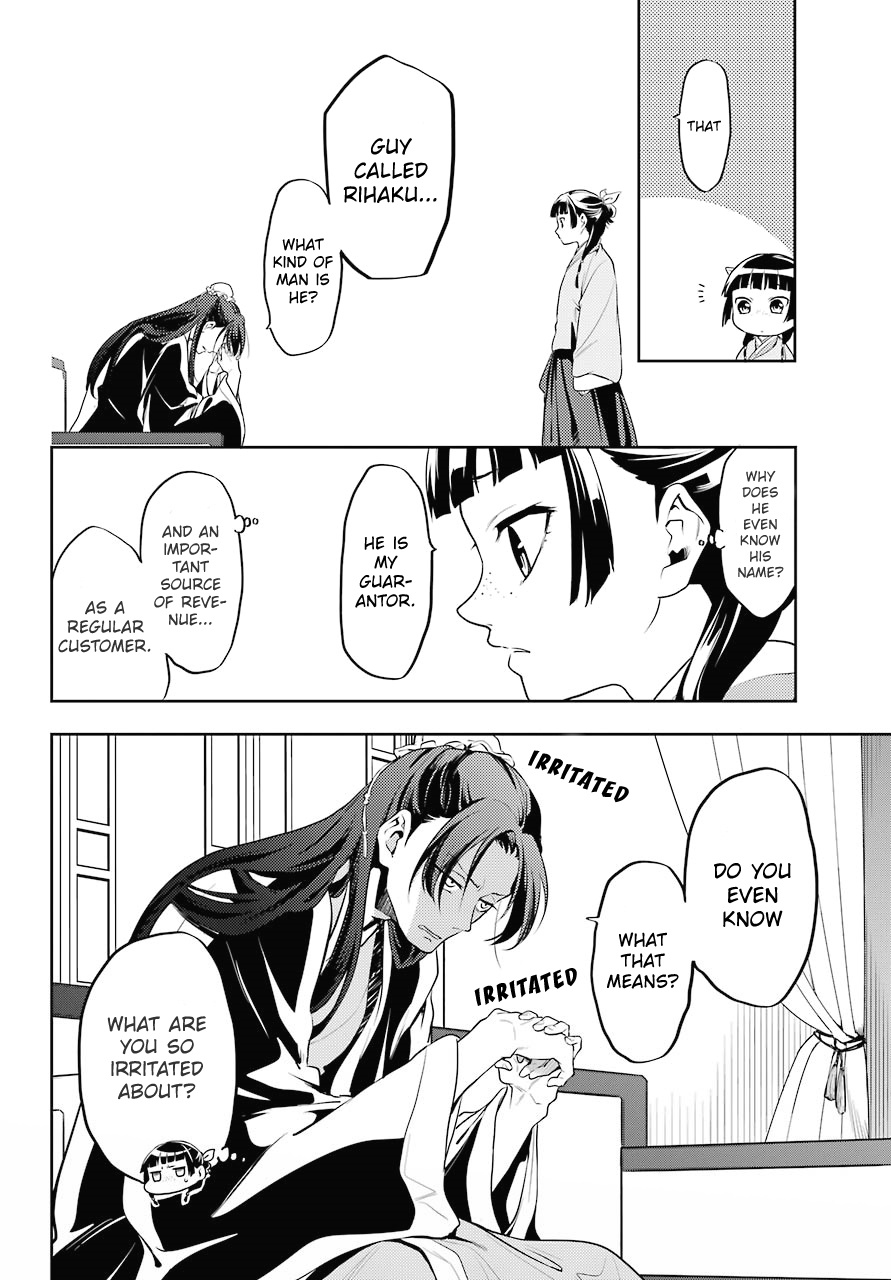 THAT
GUY
CALLED
RIHAKU...
WHAT
KIND OF
MAN IS
HE?
WHY
DOES
HE
EVEN
KNOW
HIS
NAME?
HE IS
MY
GUAR-
ANTOR.
AND AN
IMPOR-
TANT
SOURCE
OF REVE-
NUE...
AS A
REGULAR
CUSTOMER.
IRRITATED
DO YOU
EVEN
KNOW
WHAT
THAT
MEANS?
IRRITATED
WHAT ARE
YOU SO
IRRITATED
ABOUT?